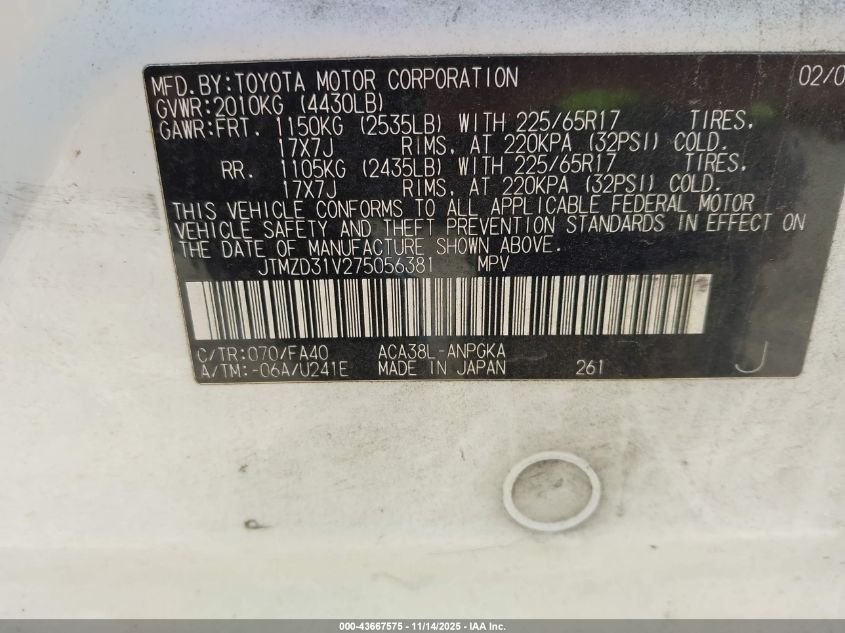 MFD.BY:TOYOTA MOTOR CORPORATION 02/0
GVWR:2010KG (4430LB)
GAWR:FRT. 1150KG (2535LB) WITH 225/65R17 TIRES,
17X7J RIMS, AT 220KPA (32PSI) COLD.
RR. 1105KG (2435LB) WITH 225/65R17 TIRES,
17X7J RIMS, AT 220KPA (32PSI) COLD.
THIS VEHICLE CONFORMS TO ALL APPLICABLE FEDERAL MOTOR
VEHICLE SAFETY AND THEFT PREVENTION STANDARDS IN EFFECT ON
THE DATE OF MANUFACTURE SHOWN ABOVE.
JTMZD31V275056381 MPV
C/TR:070/FA40 ACA38L-ANPGKA
A/TM:-06A/U241E MADE IN JAPAN 261 J
000-43667575 - 11/14/2025 - IAA Inc.